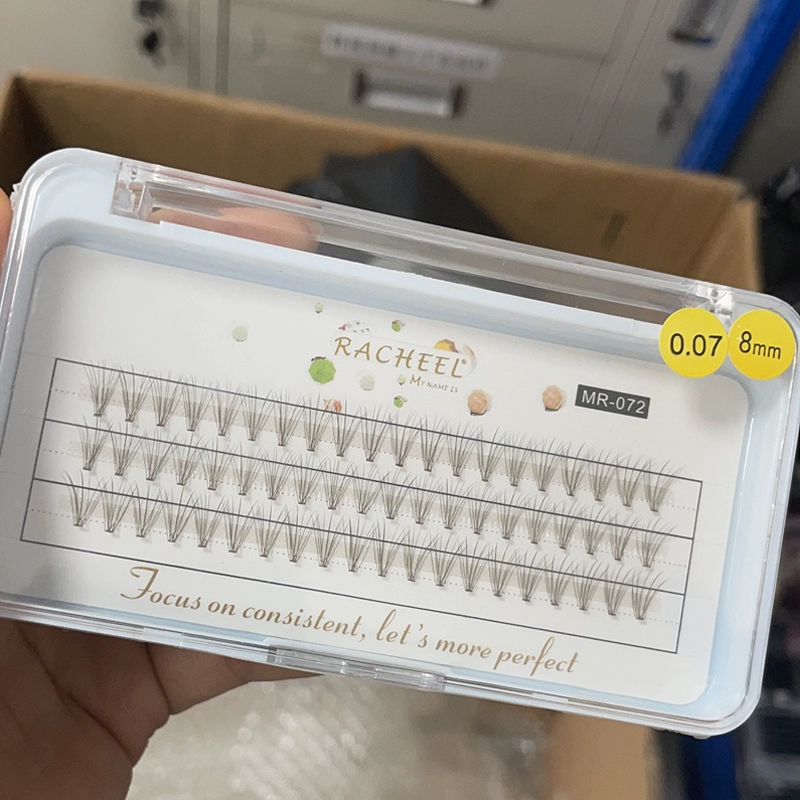 RACHEEL®
MY NAME IS
0.07
8mm
MR-072
Focus on consistent, let's more perfect